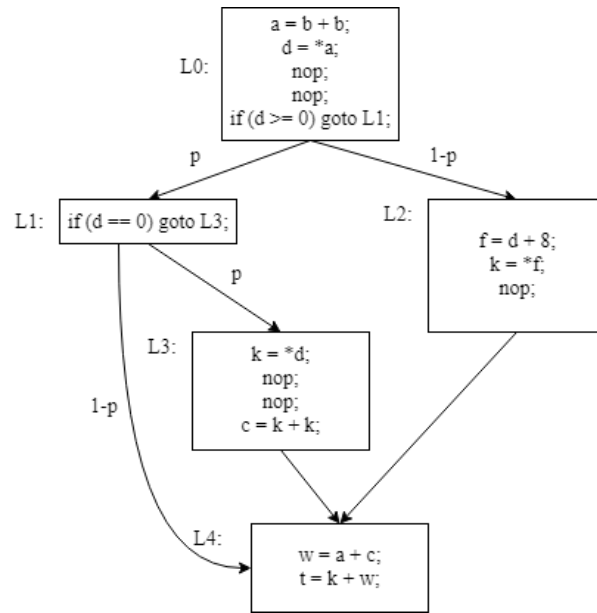 L0:
a = b + b;
d = *a;
nop;
nop;
if (d >= 0) goto L1;
p
1-p
L1:
if (d == 0) goto L3;
L2:
f = d + 8;
k = *f;
nop;
p
1-p
L3:
k = *d;
nop;
nop;
c = k + k;
L4:
w = a + c;
t = k + w;